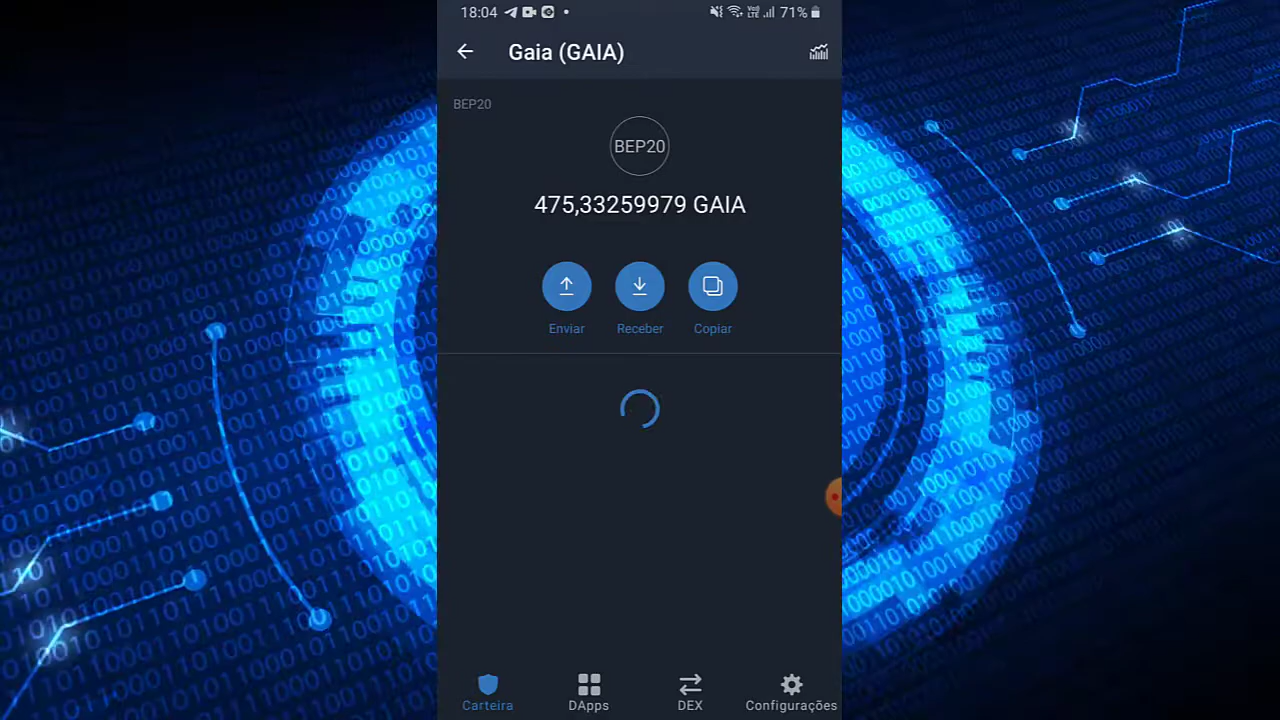 18:04 71%
Gaia (GAIA)
BEP20
BEP20
475,33259979 GAIA
Enviar Receber Copiar
Carteira DApps DEX Configurações